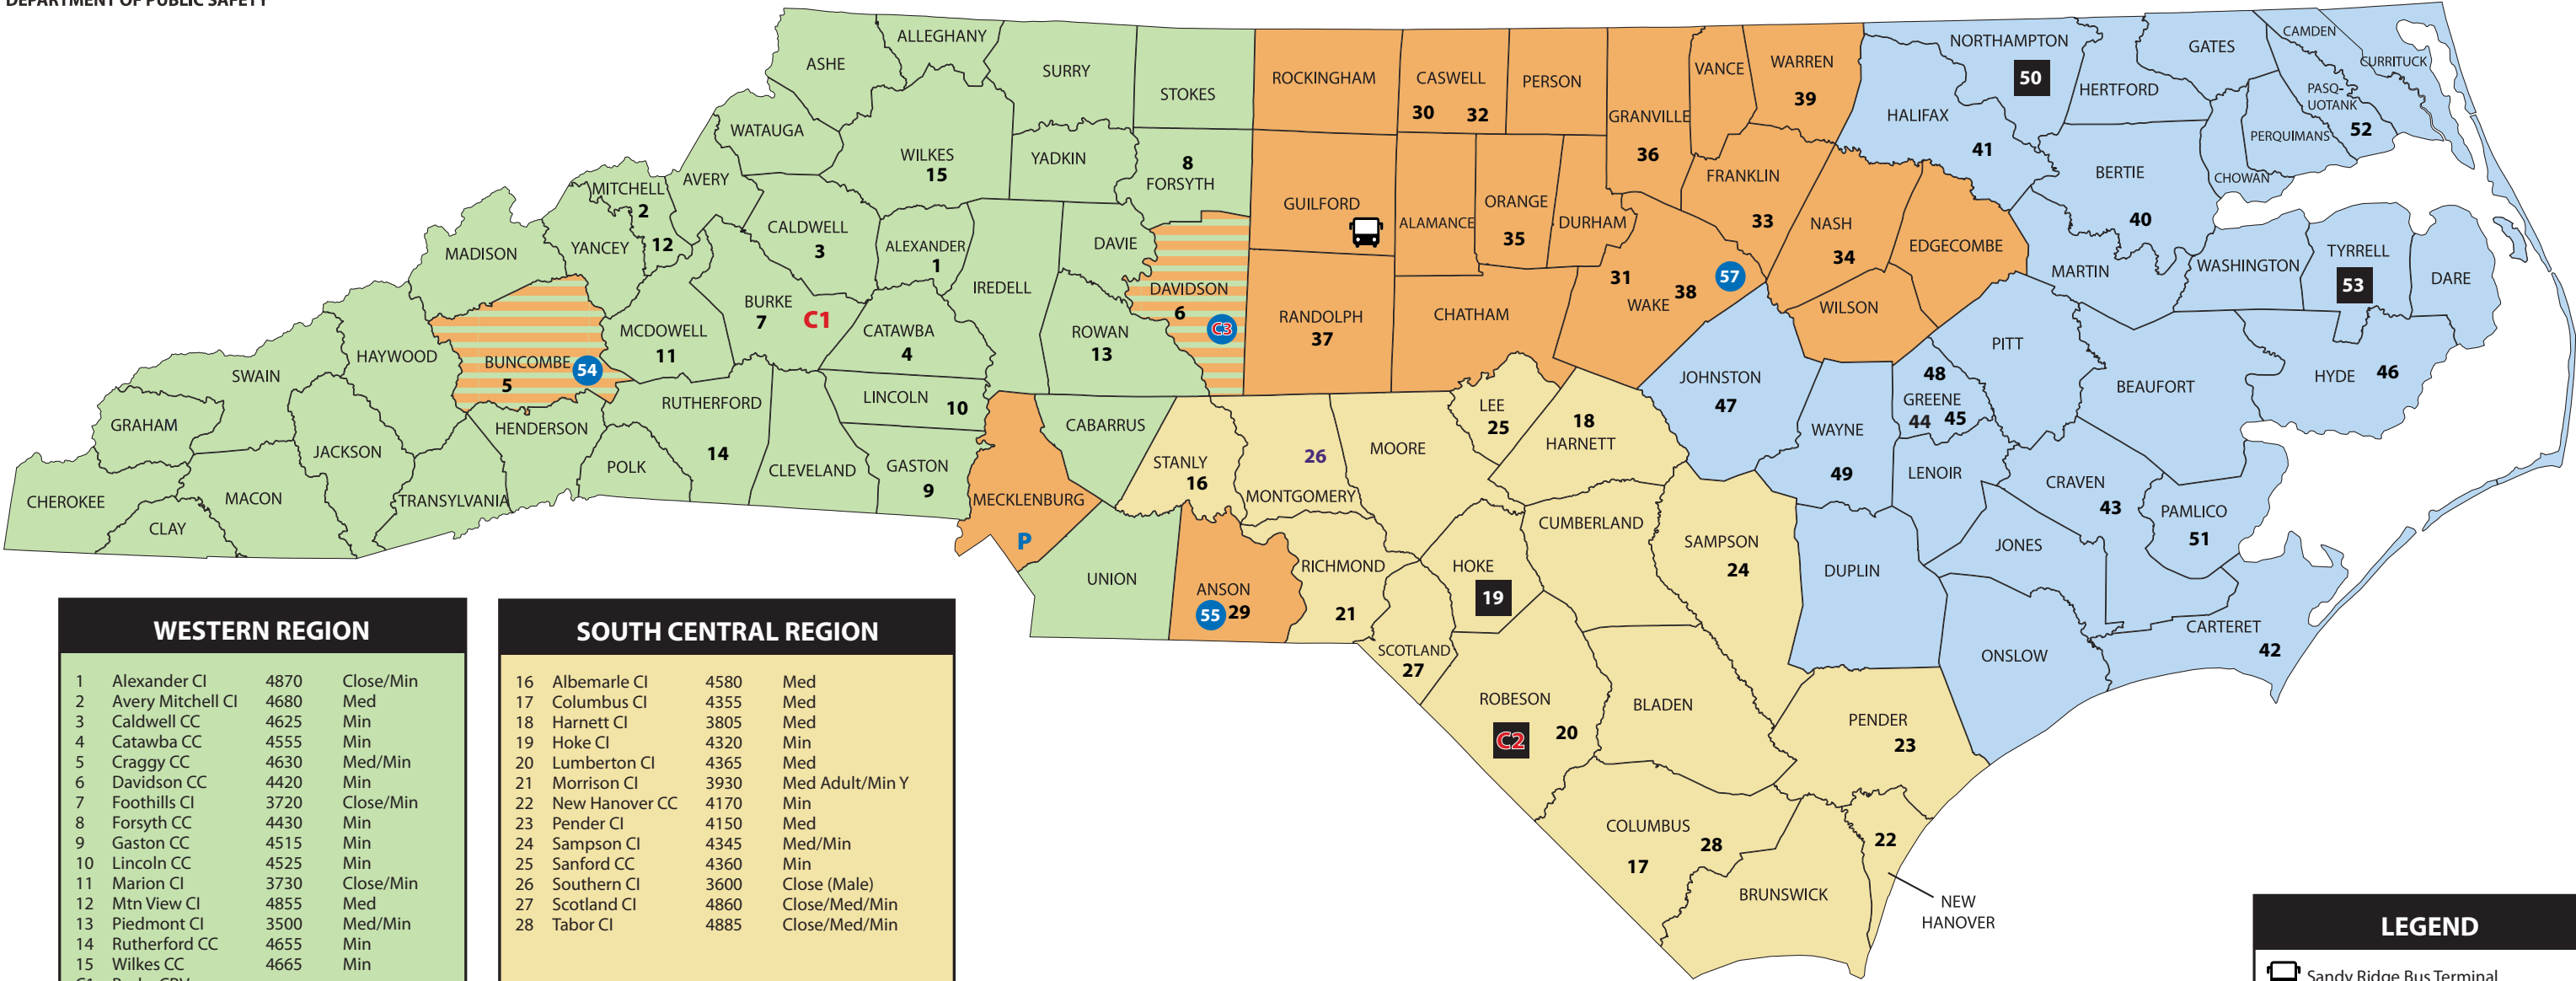 DEPARTMENT OF PUBLIC SAFETY
ASHE
ALLEGHANY
SURRY
STOKES
ROCKINGHAM
CASWELL
30 32
PERSON
GRANVILLE
36
VANCE
WARREN
39
NORTHAMPTON
50
HALIFAX
41
HERTFORD
GATES
CAMDEN
CURRITUCK
PASQ-
UOTANK
52
PERQUIMANS
CHOWAN
BERTIE
40
WATAUGA
WILKES
15
YADKIN
8
FORSYTH
GUILFORD
ALAMANCE
ORANGE
35
DURHAM
FRANKLIN
33
NASH
34
EDGECOMBE
MARTIN
WASHINGTON
TYRRELL
53
DARE
MITCHELL
2
12
AVERY
MADISON
YANCEY
CALDWELL
3
ALEXANDER
1
IREDELL
DAVIE
DAVIDSON
6 C3
RANDOLPH
37
CHATHAM
31
WAKE 38
57
WILSON
PITT
BEAUFORT
HYDE 46
SWAIN
HAYWOOD
BUNCOMBE 54
5
MCDOWELL
11
BURKE
7 C1
CATAWBA
4
ROWAN
13
JOHNSTON
47
48
GREENE
44 45
WAYNE
49
LENOIR
GRAHAM
JACKSON
HENDERSON
RUTHERFORD
14
POLK
CLEVELAND
LINCOLN 10
GASTON
9
CABARRUS
MECKLENBURG
P
STANLY
16
26
MONTGOMERY
MOORE
LEE
25
18
HARNETT
CRAVEN
43
PAMLICO
51
CHEROKEE
CLAY
MACON
TRANSYLVANIA
UNION
ANSON
55 29
RICHMOND
21
HOKE
19
CUMBERLAND
SAMPSON
24
DUPLIN
JONES
CARTERET
42
ONSLOW
SCOTLAND
27
ROBESON
C2 20
BLADEN
PENDER
23
COLUMBUS
28
17
BRUNSWICK
22
NEW
HANOVER
WESTERN REGION
1 Alexander CI 4870 Close/Min
2 Avery Mitchell CI 4680 Med
3 Caldwell CC 4625 Min
4 Catawba CC 4555 Min
5 Craggy CC 4630 Med/Min
6 Davidson CC 4420 Min
7 Foothills CI 3720 Close/Min
8 Forsyth CC 4430 Min
9 Gaston CC 4515 Min
10 Lincoln CC 4525 Min
11 Marion CI 3730 Close/Min
12 Mtn View CI 4855 Med
13 Piedmont CI 3500 Med/Min
14 Rutherford CC 4655 Min
15 Wilkes CC 4665 Min
SOUTH CENTRAL REGION
16 Albemarle CI 4580 Med
17 Columbus CI 4355 Med
18 Harnett CI 3805 Med
19 Hoke CI 4320 Min
20 Lumberton CI 4365 Med
21 Morrison CI 3930 Med Adult/Min Y
22 New Hanover CC 4170 Min
23 Pender CI 4150 Med
24 Sampson CI 4345 Med/Min
25 Sanford CC 4360 Min
26 Southern CI 3600 Close (Male)
27 Scotland CI 4860 Close/Med/Min
28 Tabor CI 4885 Close/Med/Min
LEGEND
Sandy Ridge Bus Terminal